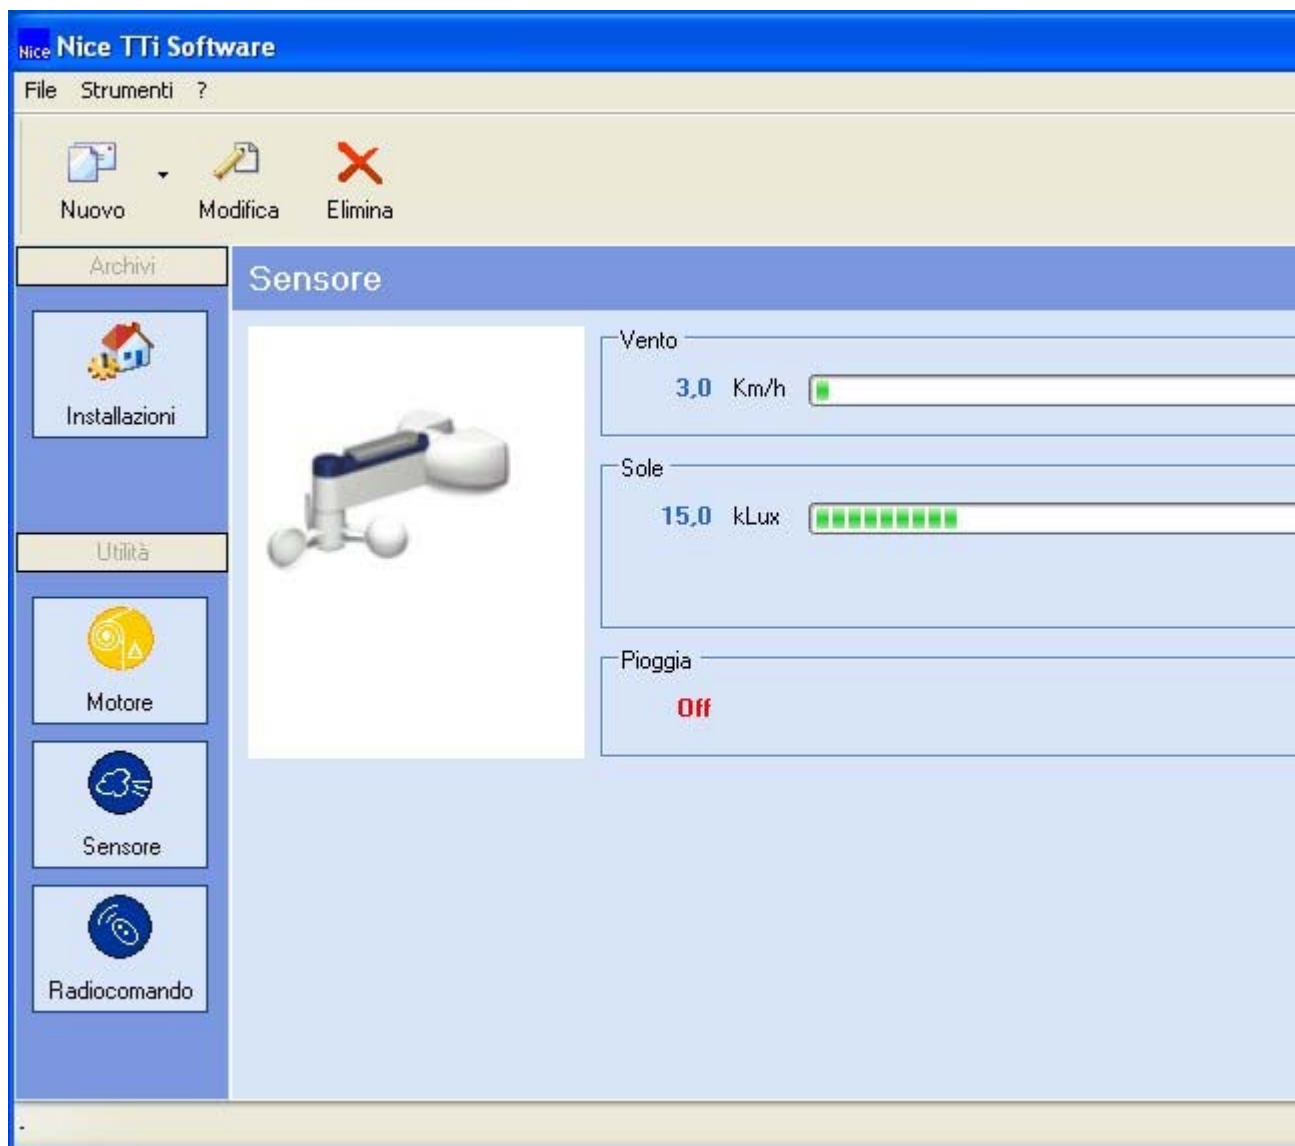 Nice Nice TTi Software
File Strumenti ?
Nuovo Modifica Elimina
Archivi
Sensore
Installazioni
Vento
3,0 Km/h
Sole
15,0 kLux
Utilità
Pioggia
Off
Motore
Sensore
Radiocomando